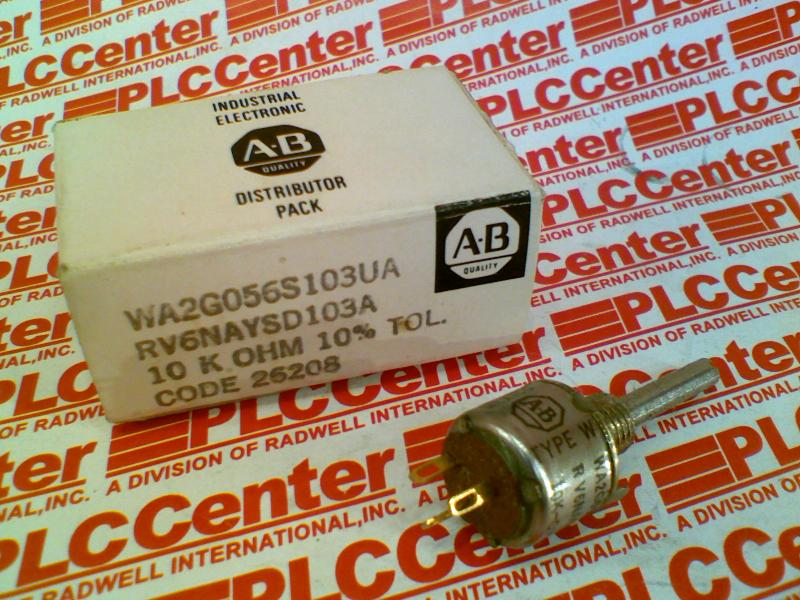 INDUSTRIAL
ELECTRONIC
A-B
QUALITY
DISTRIBUTOR
PACK
A-B
QUALITY
WA2G056S103UA
RV6NAYSD103A
10 K OHM 10% TOL.
CODE 26208
A-B
TYPE W
PLCCenter
A DIVISION OF RADWELL INTERNATIONAL, INC.